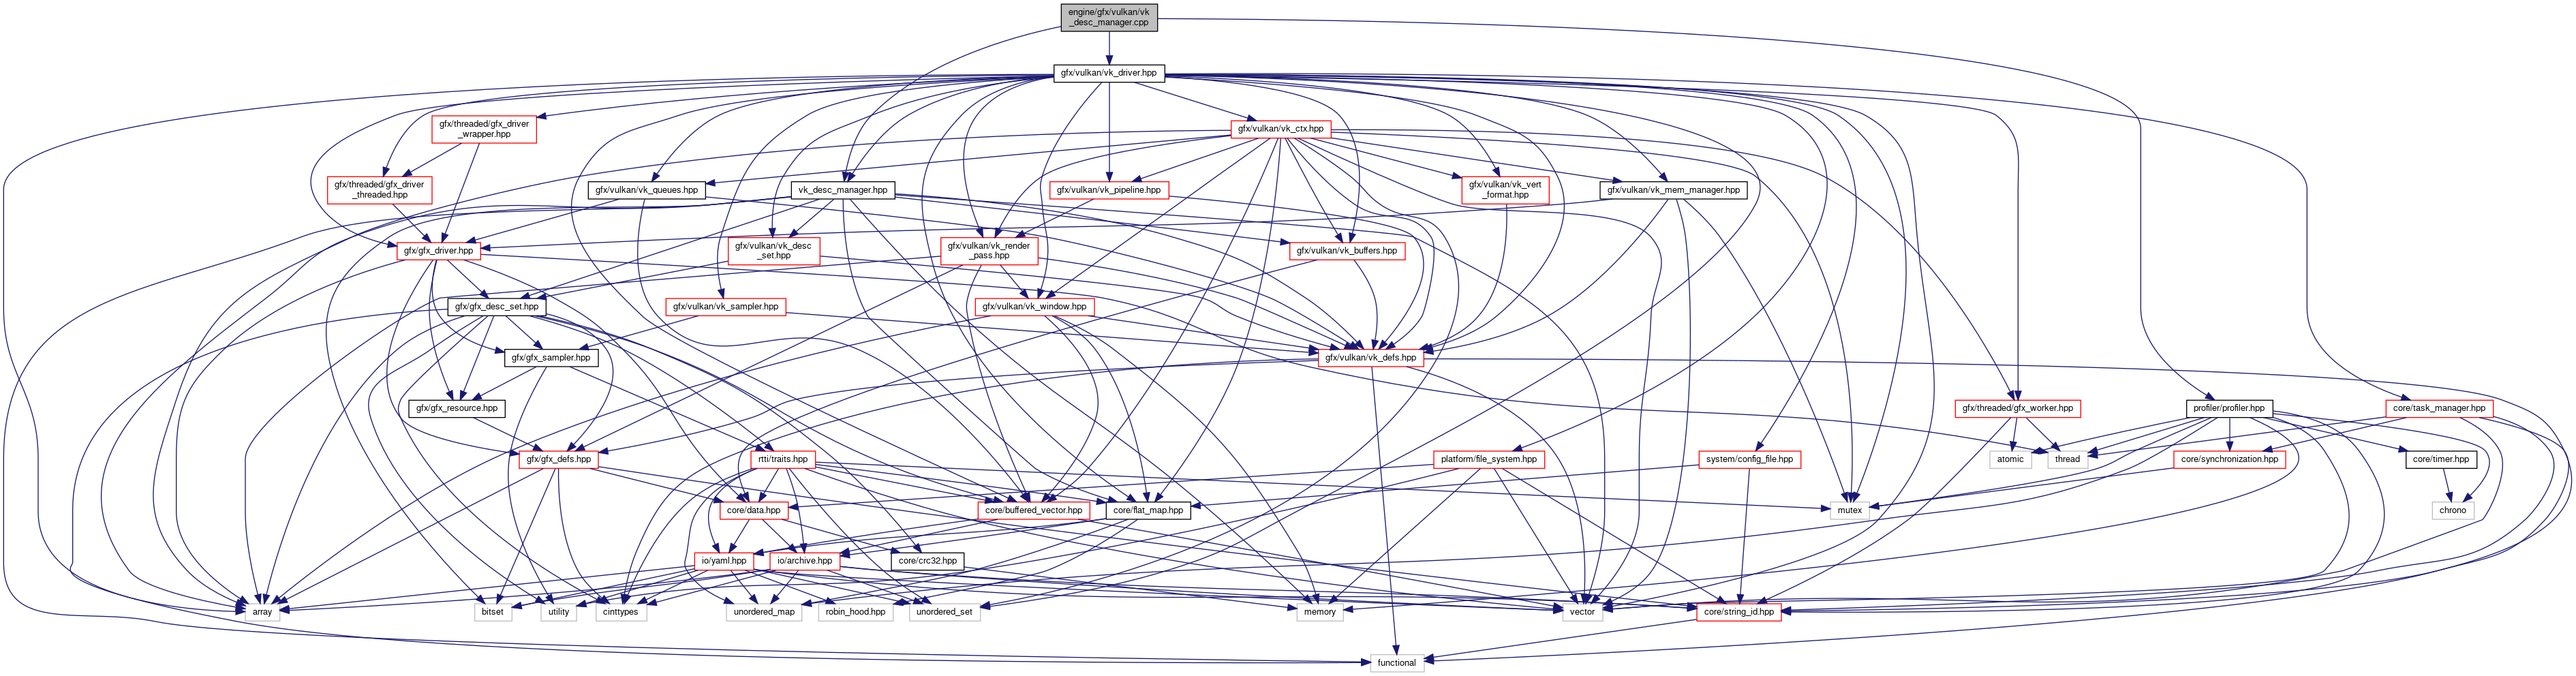 engine/gfx/vulkan/vk
_desc_manager.cpp
gfx/vulkan/vk_driver.hpp
gfx/threaded/gfx_driver
_wrapper.hpp
gfx/vulkan/vk_ctx.hpp
gfx/threaded/gfx_driver
_threaded.hpp
gfx/vulkan/vk_queues.hpp
vk_desc_manager.hpp
gfx/vulkan/vk_pipeline.hpp
gfx/vulkan/vk_vert
_format.hpp
gfx/vulkan/vk_mem_manager.hpp
gfx/gfx_driver.hpp
gfx/vulkan/vk_desc
_set.hpp
gfx/vulkan/vk_render
_pass.hpp
gfx/vulkan/vk_buffers.hpp
gfx/gfx_desc_set.hpp
gfx/vulkan/vk_sampler.hpp
gfx/vulkan/vk_window.hpp
gfx/gfx_sampler.hpp
gfx/vulkan/vk_defs.hpp
gfx/gfx_resource.hpp
gfx/threaded/gfx_worker.hpp
profiler/profiler.hpp
core/task_manager.hpp
gfx/gfx_defs.hpp
rtti/traits.hpp
platform/file_system.hpp
system/config_file.hpp
atomic
thread
core/synchronization.hpp
core/timer.hpp
core/data.hpp
core/buffered_vector.hpp
core/flat_map.hpp
mutex
chrono
io/yaml.hpp
io/archive.hpp
core/crc32.hpp
array
bitset
utility
cinttypes
unordered_map
robin_hood.hpp
unordered_set
memory
vector
core/string_id.hpp
functional